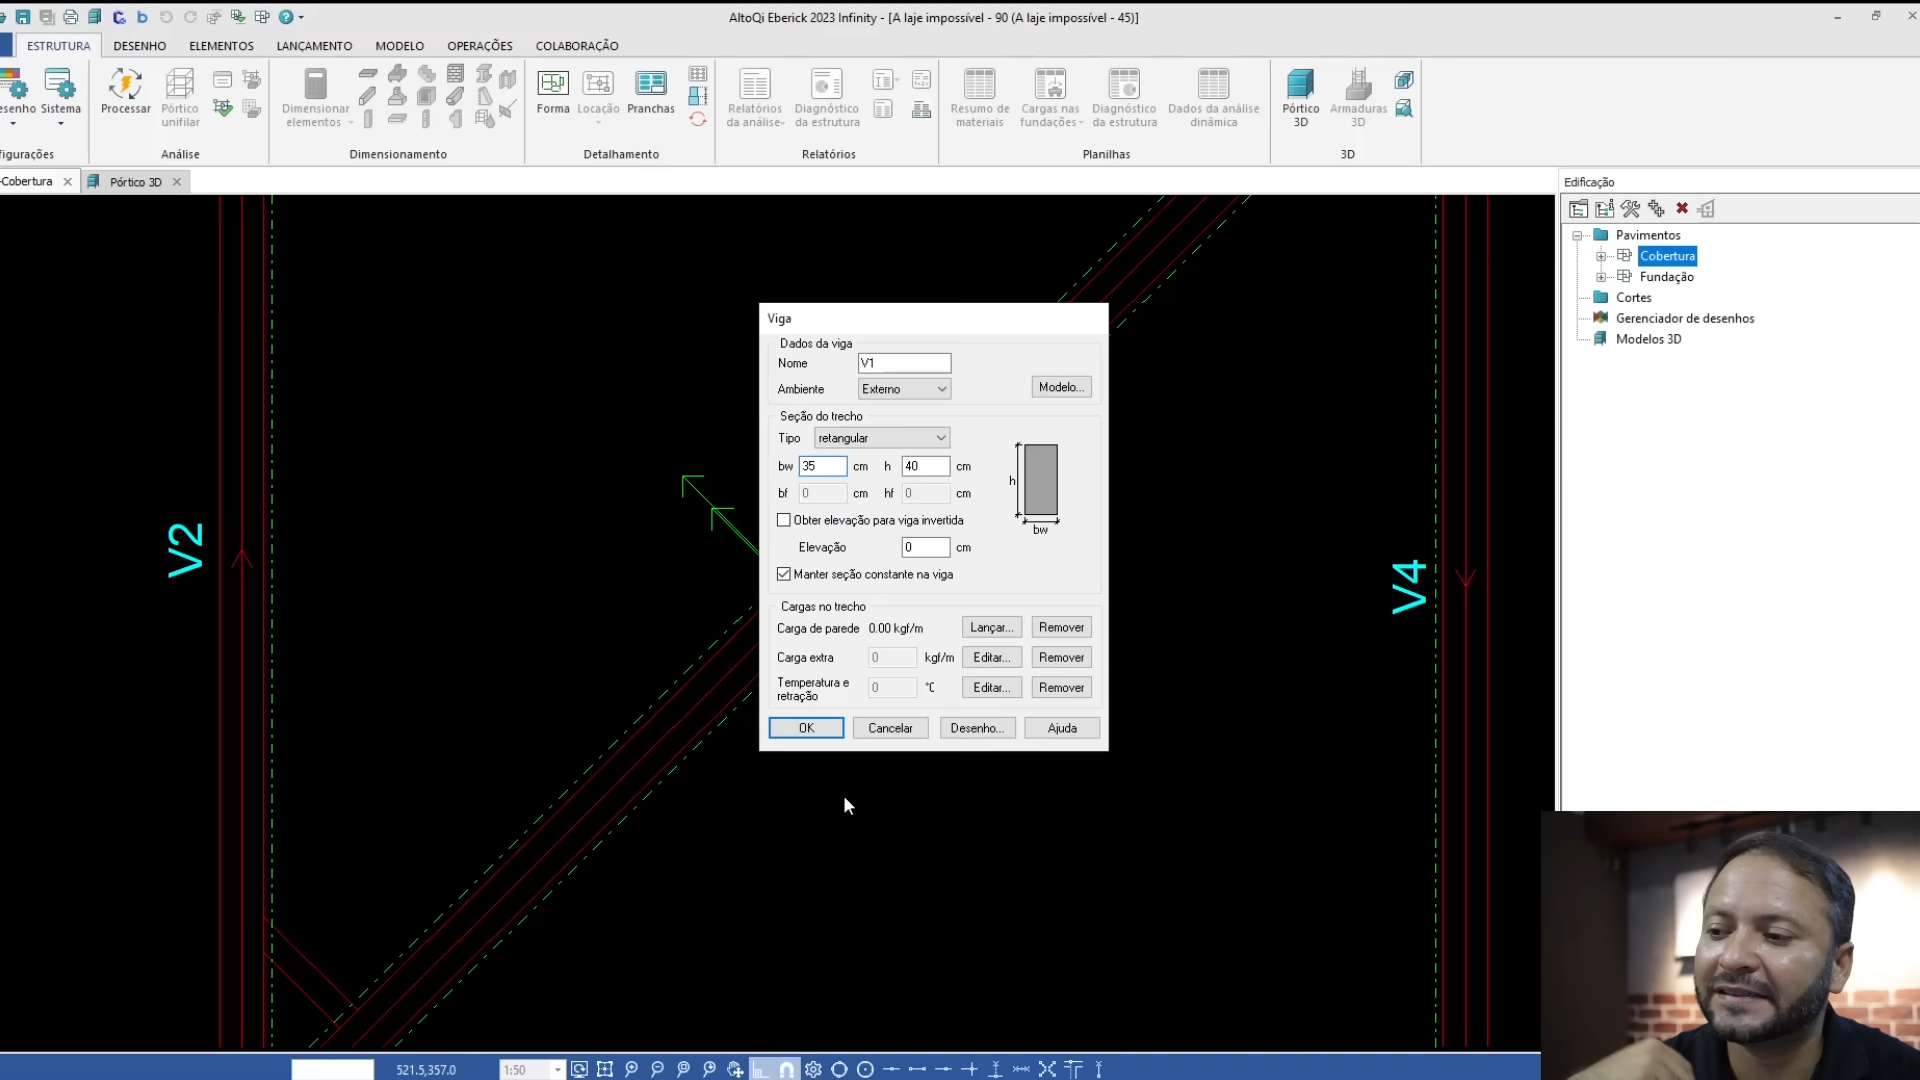 AltoQi Eberick 2023 Infinity - [A laje impossível - 90 (A laje impossível - 45)]
ESTRUTURA DESENHO ELEMENTOS LANÇAMENTO MODELO OPERAÇÕES COLABORAÇÃO
esenho Sistema Processar Pórtico unifilar Dimensionar elementos Forma Locação Pranchas Relatórios da análise Diagnóstico da estrutura Resumo de materiais Cargas nas fundações Diagnóstico da estrutura Dados da análise dinâmica Pórtico 3D Armaduras 3D
figurações Análise Dimensionamento Detalhamento Relatórios Planilhas 3D
-Cobertura Pórtico 3D
Edificação
Pavimentos
Cobertura
Fundação
Cortes
Gerenciador de desenhos
Modelos 3D
V2
V4
Viga
Dados da viga
Nome V1
Ambiente Externo Modelo...
Seção do trecho
Tipo retangular
bw 35 cm h 40 cm
bf 0 cm hf 0 cm
h
bw
Obter elevação para viga invertida
Elevação 0 cm
Manter seção constante na viga
Cargas no trecho
Carga de parede 0.00 kgf/m Lançar... Remover
Carga extra 0 kgf/m Editar... Remover
Temperatura e retração 0 °C Editar... Remover
OK Cancelar Desenho... Ajuda
521.5,357.0 1:50